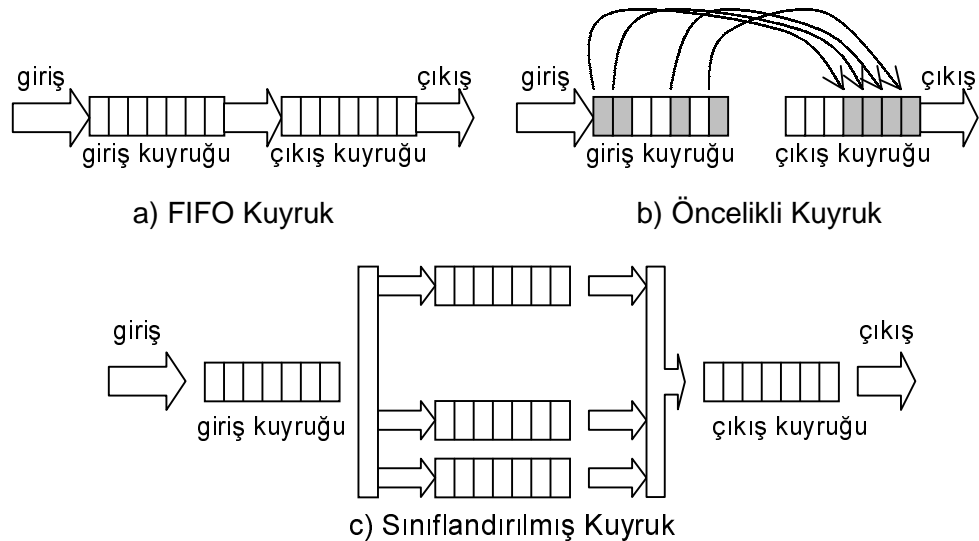 giriş
çıkış
giriş kuyruğu
çıkış kuyruğu
a) FIFO Kuyruk
giriş
çıkış
giriş kuyruğu
çıkış kuyruğu
b) Öncelikli Kuyruk
giriş
çıkış
giriş kuyruğu
çıkış kuyruğu
c) Sınıflandırılmış Kuyruk